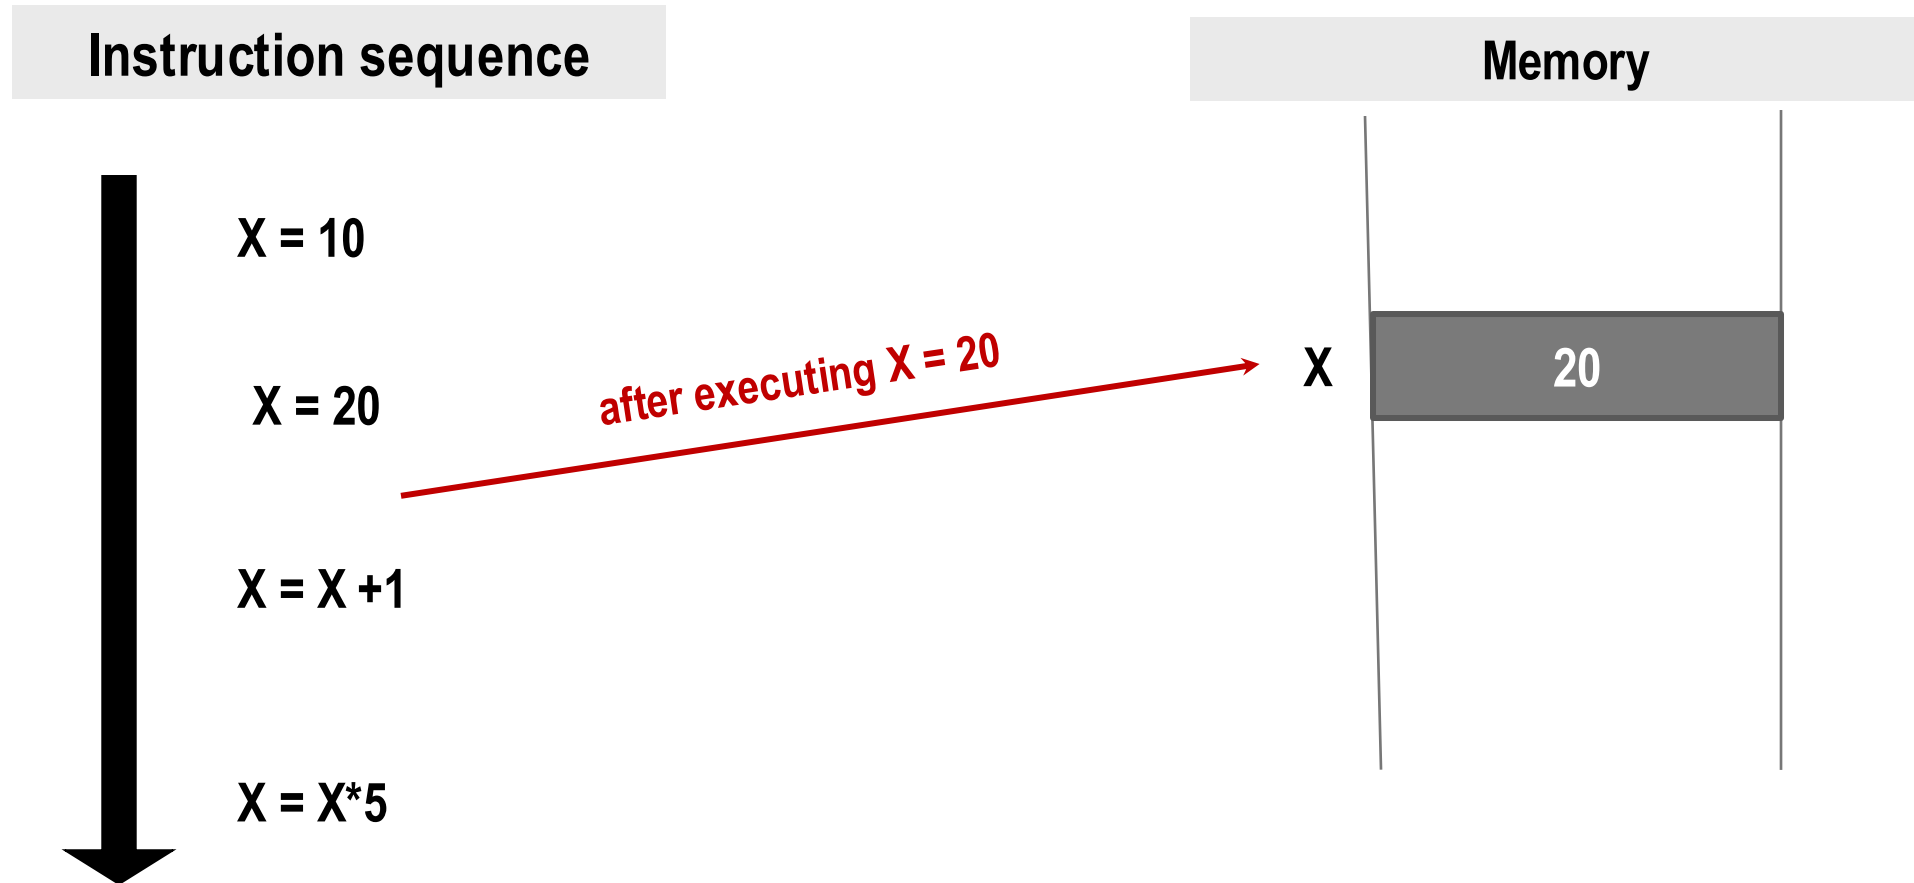 Instruction sequence
Memory
X = 10
X = 20
after executing X = 20
X
20
X = X +1
X = X*5